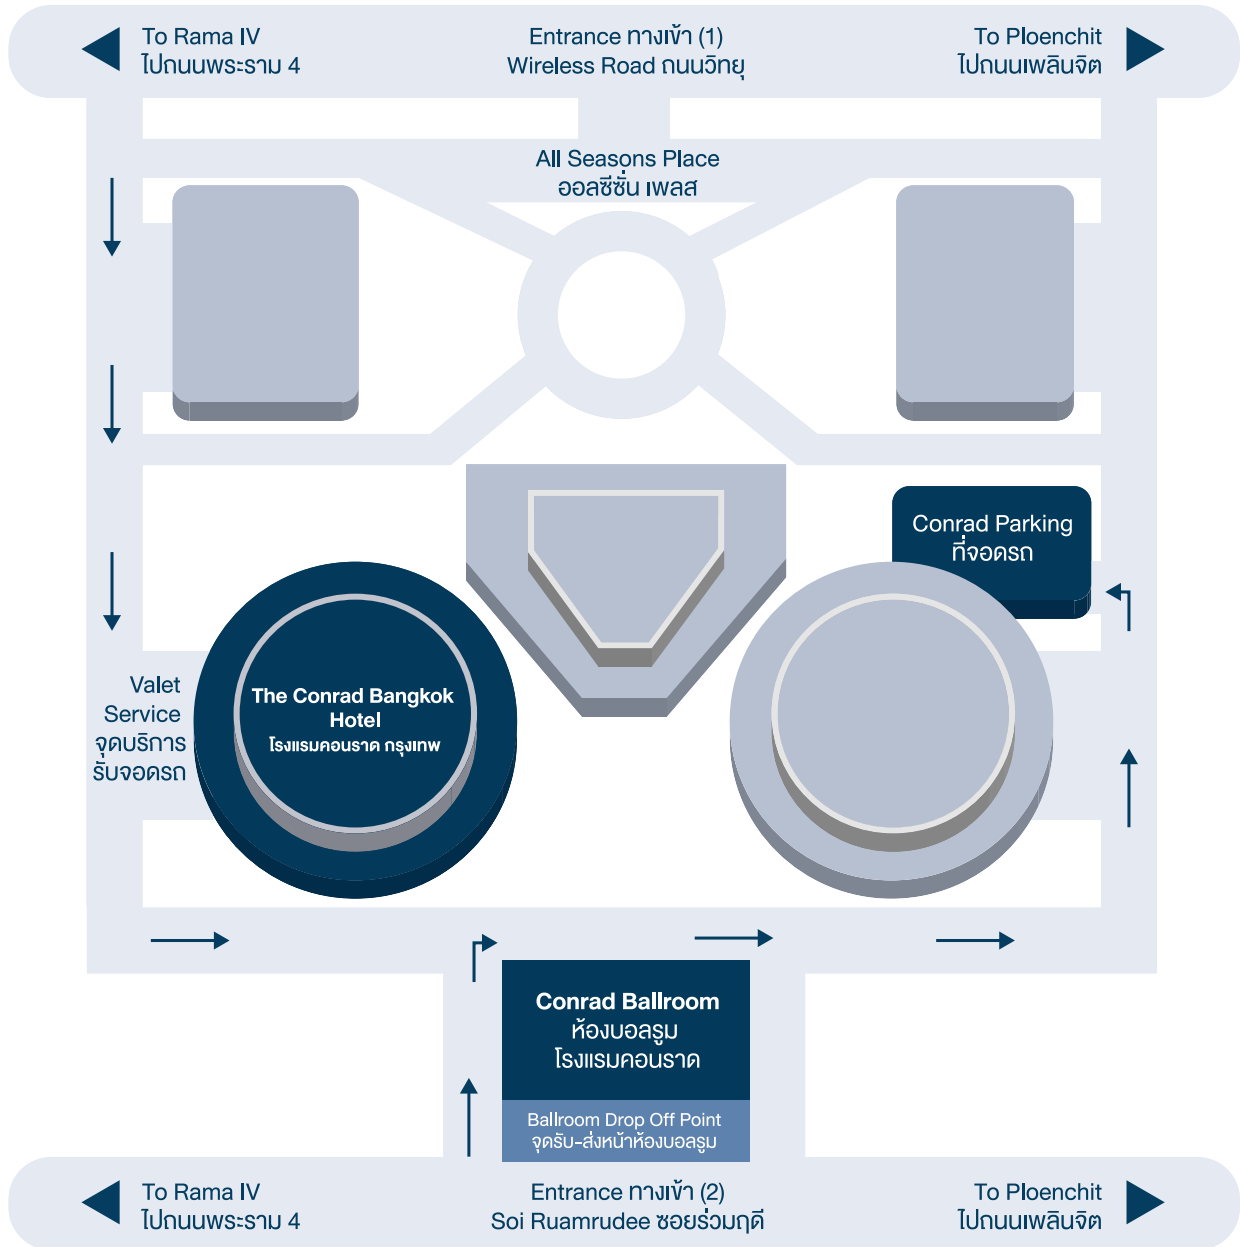 To Rama IV
ไปถนนพระราม 4
Entrance ทางเข้า (1)
Wireless Road ถนนวิทยุ
To Ploenchit
ไปถนนเพลินจิต
All Seasons Place
ออลซีซั่น เพลส
Conrad Parking
ที่จอดรถ
The Conrad Bangkok
Hotel
โรงแรมคอนราด กรุงเทพ
Valet
Service
จุดบริการ
รับจอดรถ
Conrad Ballroom
ห้องบอลรูม
โรงแรมคอนราด
Ballroom Drop Off Point
จุดรับ-ส่งหน้าห้องบอลรูม
To Rama IV
ไปถนนพระราม 4
Entrance ทางเข้า (2)
Soi Ruamrudee ซอยร่วมฤดี
To Ploenchit
ไปถนนเพลินจิต